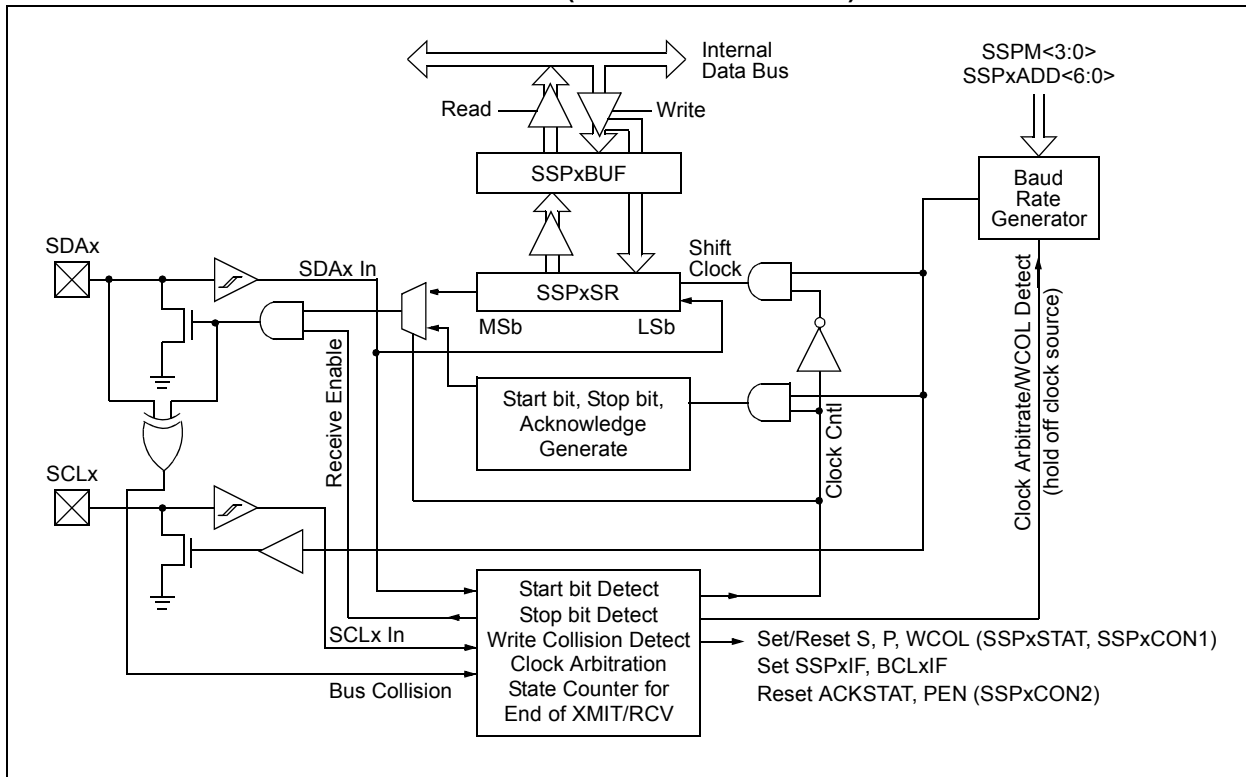 Internal
Data Bus
SSPM<3:0>
SSPxADD<6:0>
Read
Write
SSPxBUF
Baud
Rate
Generator
SDAx
SDAx In
Shift
Clock
SSPxSR
MSb
LSb
Receive Enable
Start bit, Stop bit,
Acknowledge
Generate
Clock Cntl
Clock Arbitrate/WCOL Detect
(hold off clock source)
SCLx
SCLx In
Bus Collision
Start bit Detect
Stop bit Detect
Write Collision Detect
Clock Arbitration
State Counter for
End of XMIT/RCV
Set/Reset S, P, WCOL (SSPxSTAT, SSPxCON1)
Set SSPxIF, BCLxIF
Reset ACKSTAT, PEN (SSPxCON2)